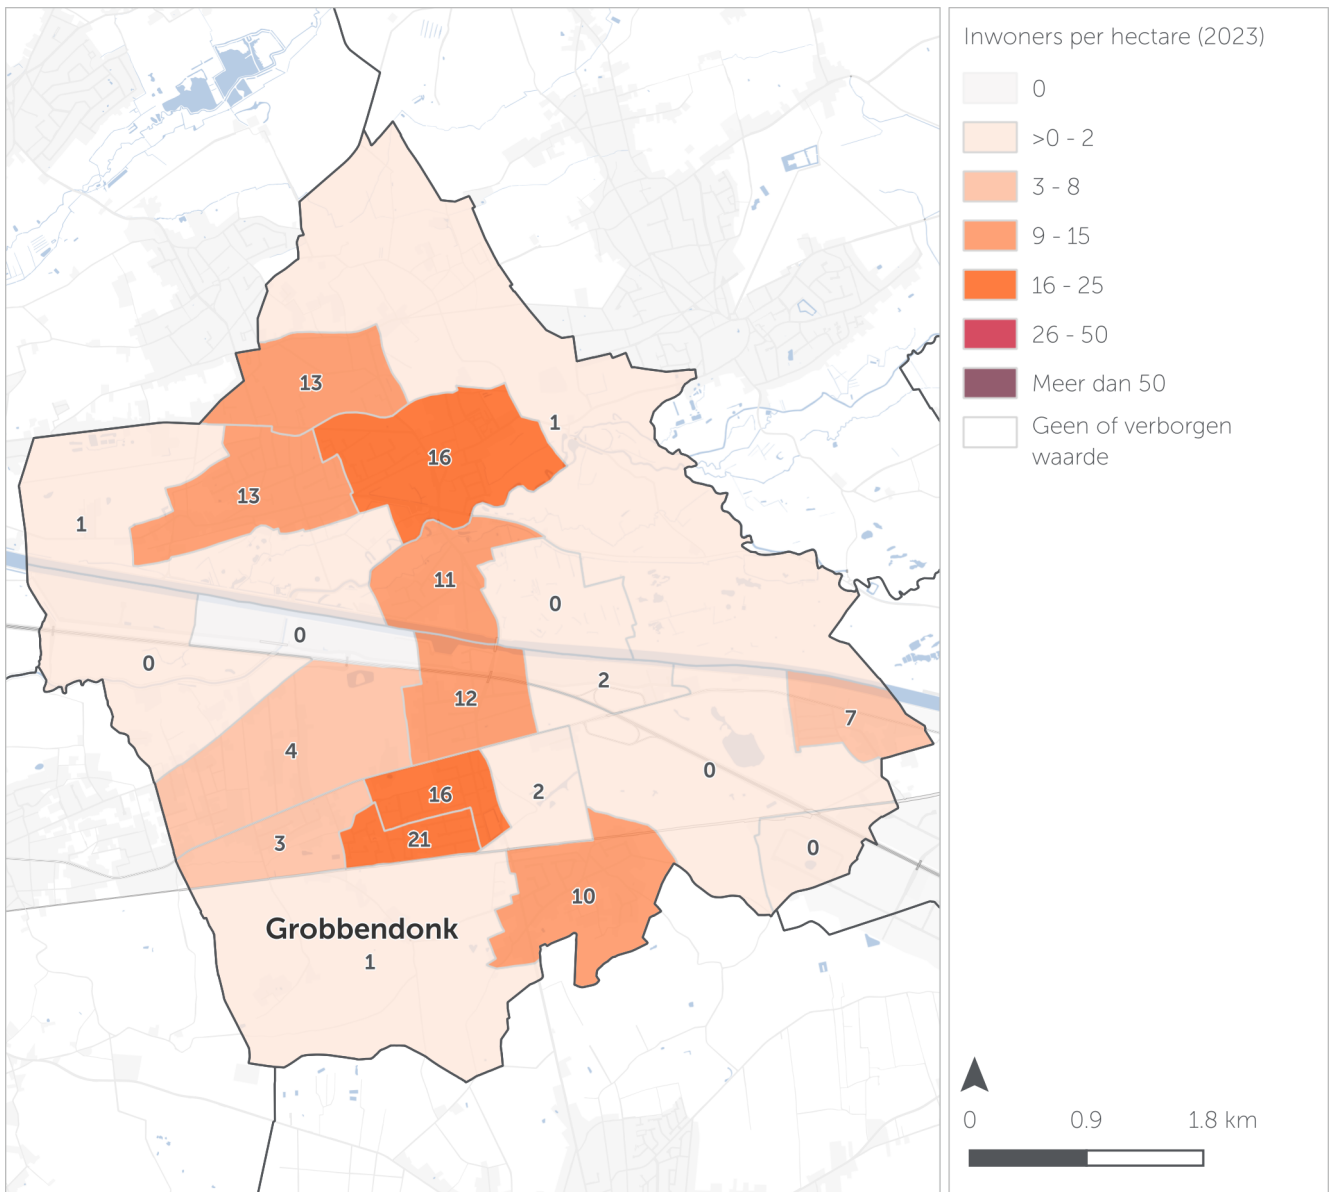 Inwoners per hectare (2023)
0
>0 - 2
3 - 8
9 - 15
16 - 25
26 - 50
Meer dan 50
Geen of verborgen
waarde
13
1
16
13
1
11
0
0
0
2
12
7
4
0
2
16
21
3
0
10
Grobbendonk
1
0 0.9 1.8 km